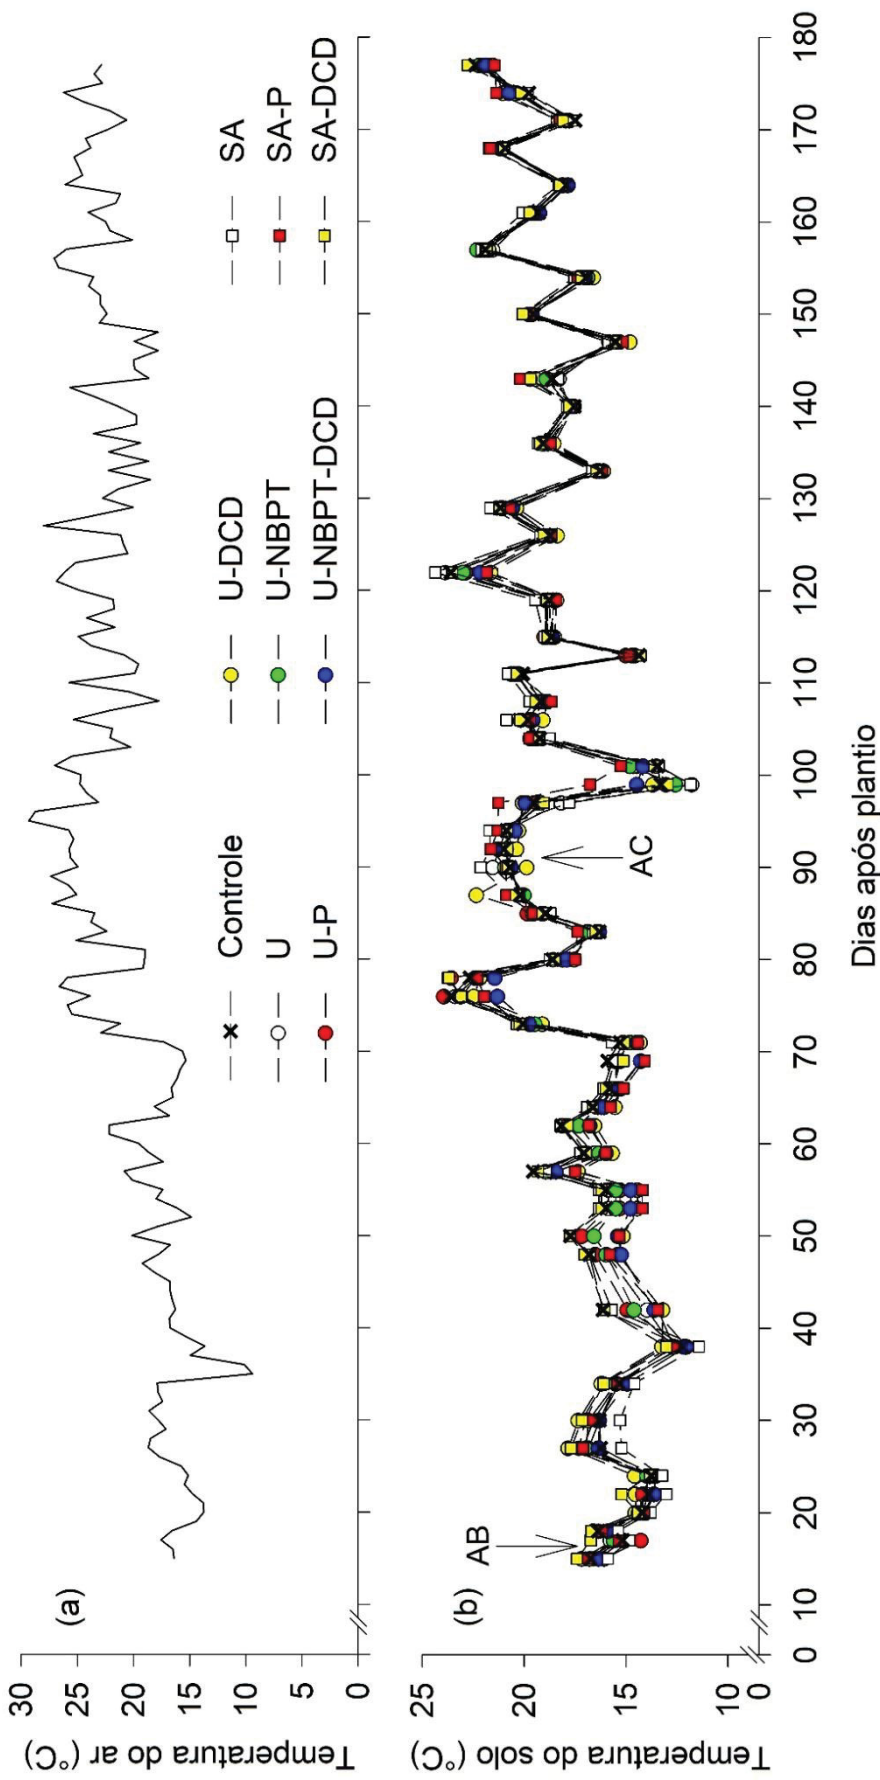 (a)
Temperatura do ar (°C)
30
25
20
15
10
5
0
Controle
U
U-P
U-DCD
U-NBPT
U-NBPT-DCD
SA
SA-P
SA-DCD
(b)
Temperatura do solo (°C)
25
20
15
10
0
AB
AC
0 10 20 30 40 50 60 70 80 90 100 110 120 130 140 150 160 170 180
Dias após plantio